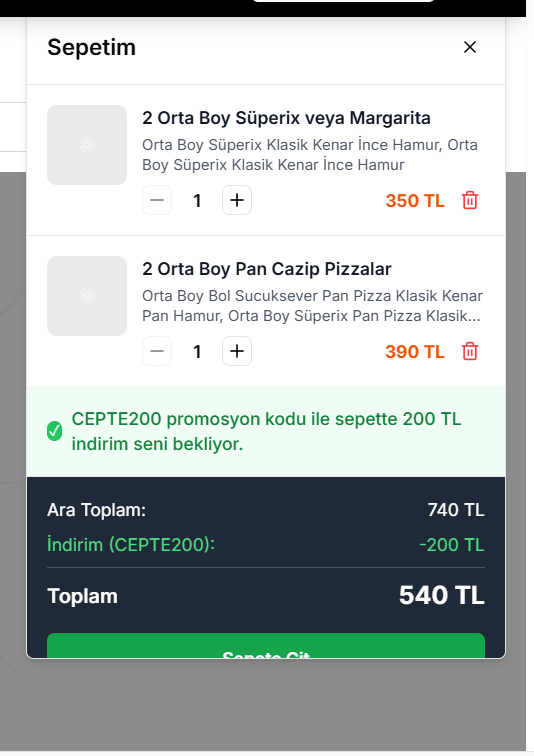 Sepetim
2 Orta Boy Süperix veya Margarita
Orta Boy Süperix Klasik Kenar İnce Hamur, Orta
Boy Süperix Klasik Kenar İnce Hamur
1
350 TL
2 Orta Boy Pan Cazip Pizzalar
Orta Boy Bol Sucuksever Pan Pizza Klasik Kenar
Pan Hamur, Orta Boy Süperix Pan Pizza Klasik...
1
390 TL
CEPTE200 promosyon kodu ile sepette 200 TL
indirim seni bekliyor.
Ara Toplam: 740 TL
İndirim (CEPTE200): -200 TL
Toplam 540 TL
Sepete Git